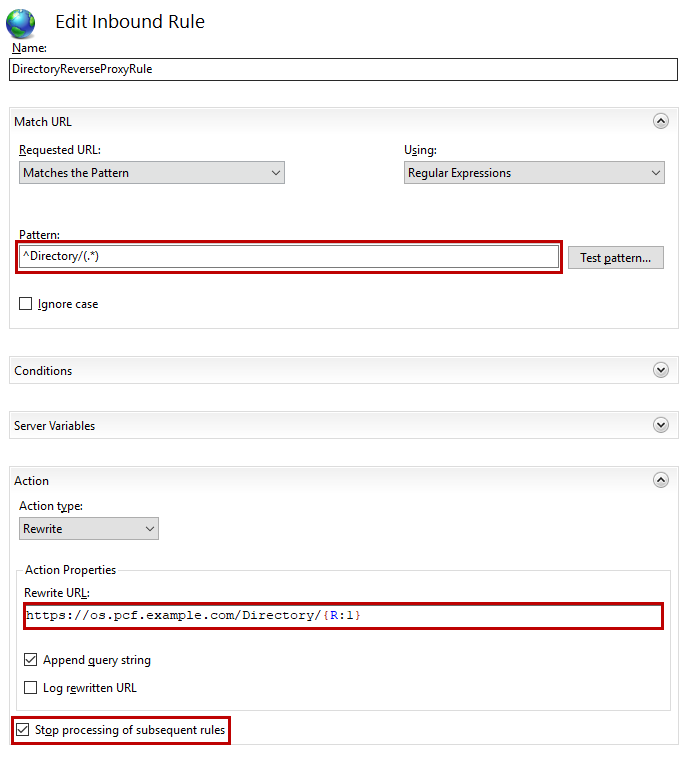 Edit Inbound Rule
Name:
DirectoryReverseProxyRule
Match URL
Requested URL: Using:
Matches the Pattern Regular Expressions
Pattern:
^Directory/(.*) Test pattern...
Ignore case
Conditions
Server Variables
Action
Action type:
Rewrite
Action Properties
Rewrite URL:
https://os.pcf.example.com/Directory/{R:1}
Append query string
Log rewritten URL
Stop processing of subsequent rules